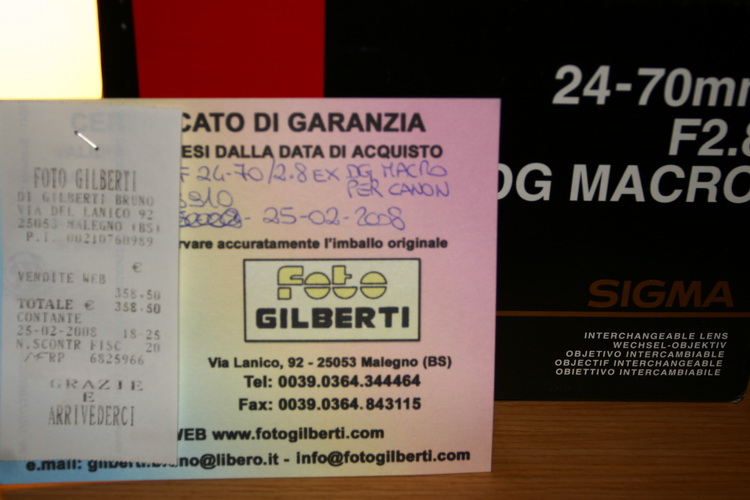 FOTO GILBERTI
DI GILBERTI BRUNO
VIA DEL LANICO 92
25053 MALEGNO (BS)
P.I. 00210760989
€
VENDITE WEB
358,50
TOTALE € 358,50
CONTANTE
25-02-2008 18-25
N.SCONTR FISC 20
RP 6825966
GRAZIE
E
ARRIVEDERCI
CATO DI GARANZIA
ESI DALLA DATA DI ACQUISTO
F 24-70/2.8 EX DG MACRO
PER CANON
- 25-02-2008
rvare accuratamente l'imballo originale
foto
GILBERTI
Via Lanico, 92 - 25053 Malegno (BS)
Tel: 0039.0364.344464
Fax: 0039.0364.843115
WEB www.fotogilberti.com
e.mail: gilberti.bruno@libero.it - info@fotogilberti.com
24-70mm
F2.8
DG MACRO
SIGMA
INTERCHANGEABLE LENS
WECHSEL-OBJEKTIV
OBJETIVO INTERCAMBIABLE
OBJECTIF INTERCHANGEABLE
OBIETTIVO INTERCAMBIABILE